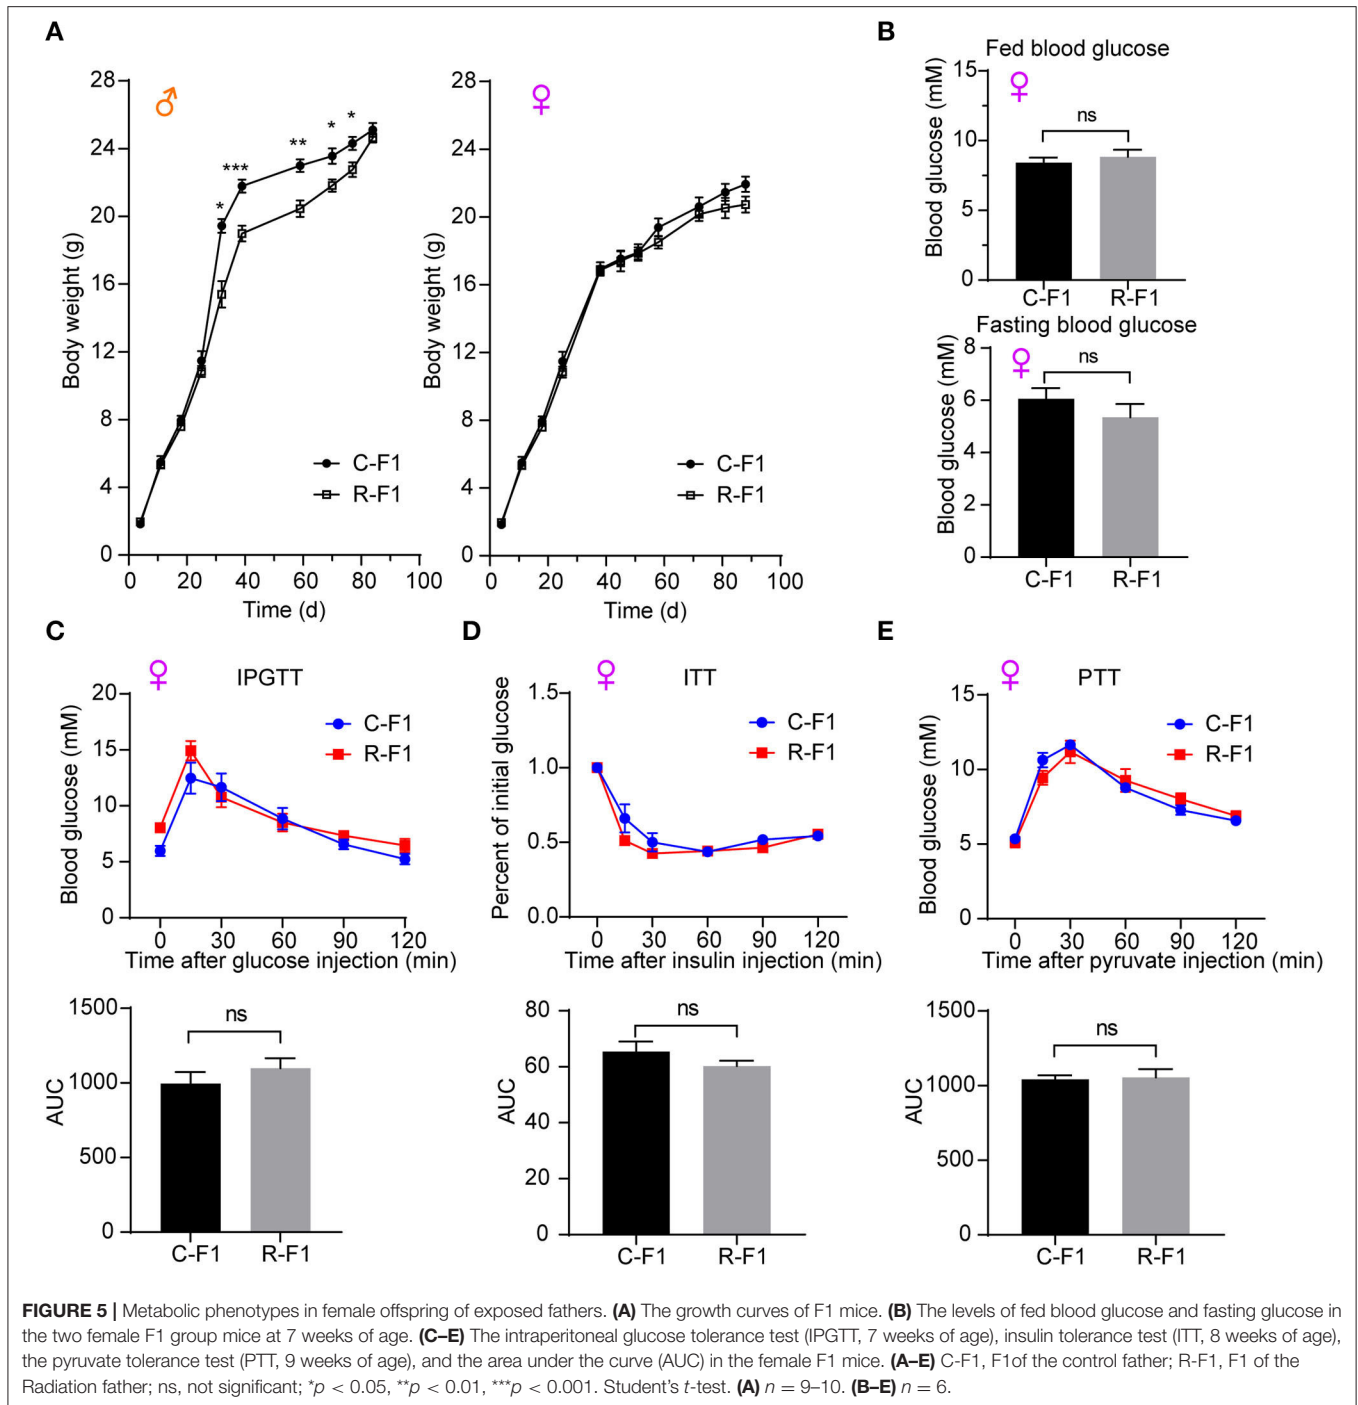 A
B
♂
♀
28
24
20
16
12
8
4
0
Body weight (g)
*
***
**
*
*
C-F1
R-F1
0 20 40 60 80 100
Time (d)
28
24
20
16
12
8
4
0
Body weight (g)
C-F1
R-F1
0 20 40 60 80 100
Time (d)
Fed blood glucose
♀
ns
15
10
5
0
Blood glucose (mM)
C-F1 R-F1
Fasting blood glucose
♀
ns
8
6
4
2
0
Blood glucose (mM)
C-F1 R-F1
C
♀
IPGTT
20
15
10
5
0
Blood glucose (mM)
C-F1
R-F1
0 30 60 90 120
Time after glucose injection (min)
1500
1000
500
0
AUC
ns
C-F1 R-F1
D
♀
ITT
1.5
1.0
0.5
0.0
Percent of initial glucose
C-F1
R-F1
0 30 60 90 120
Time after insulin injection (min)
80
60
40
20
0
AUC
ns
C-F1 R-F1
E
♀
PTT
15
10
5
0
Blood glucose (mM)
C-F1
R-F1
0 30 60 90 120
Time after pyruvate injection (min)
1500
1000
500
0
AUC
ns
C-F1 R-F1
FIGURE 5 | Metabolic phenotypes in female offspring of exposed fathers. (A) The growth curves of F1 mice. (B) The levels of fed blood glucose and fasting glucose in
the two female F1 group mice at 7 weeks of age. (C–E) The intraperitoneal glucose tolerance test (IPGTT, 7 weeks of age), insulin tolerance test (ITT, 8 weeks of age),
the pyruvate tolerance test (PTT, 9 weeks of age), and the area under the curve (AUC) in the female F1 mice. (A–E) C-F1, F1of the control father; R-F1, F1 of the
Radiation father; ns, not significant; *p < 0.05, **p < 0.01, ***p < 0.001. Student's t-test. (A) n = 9–10. (B–E) n = 6.